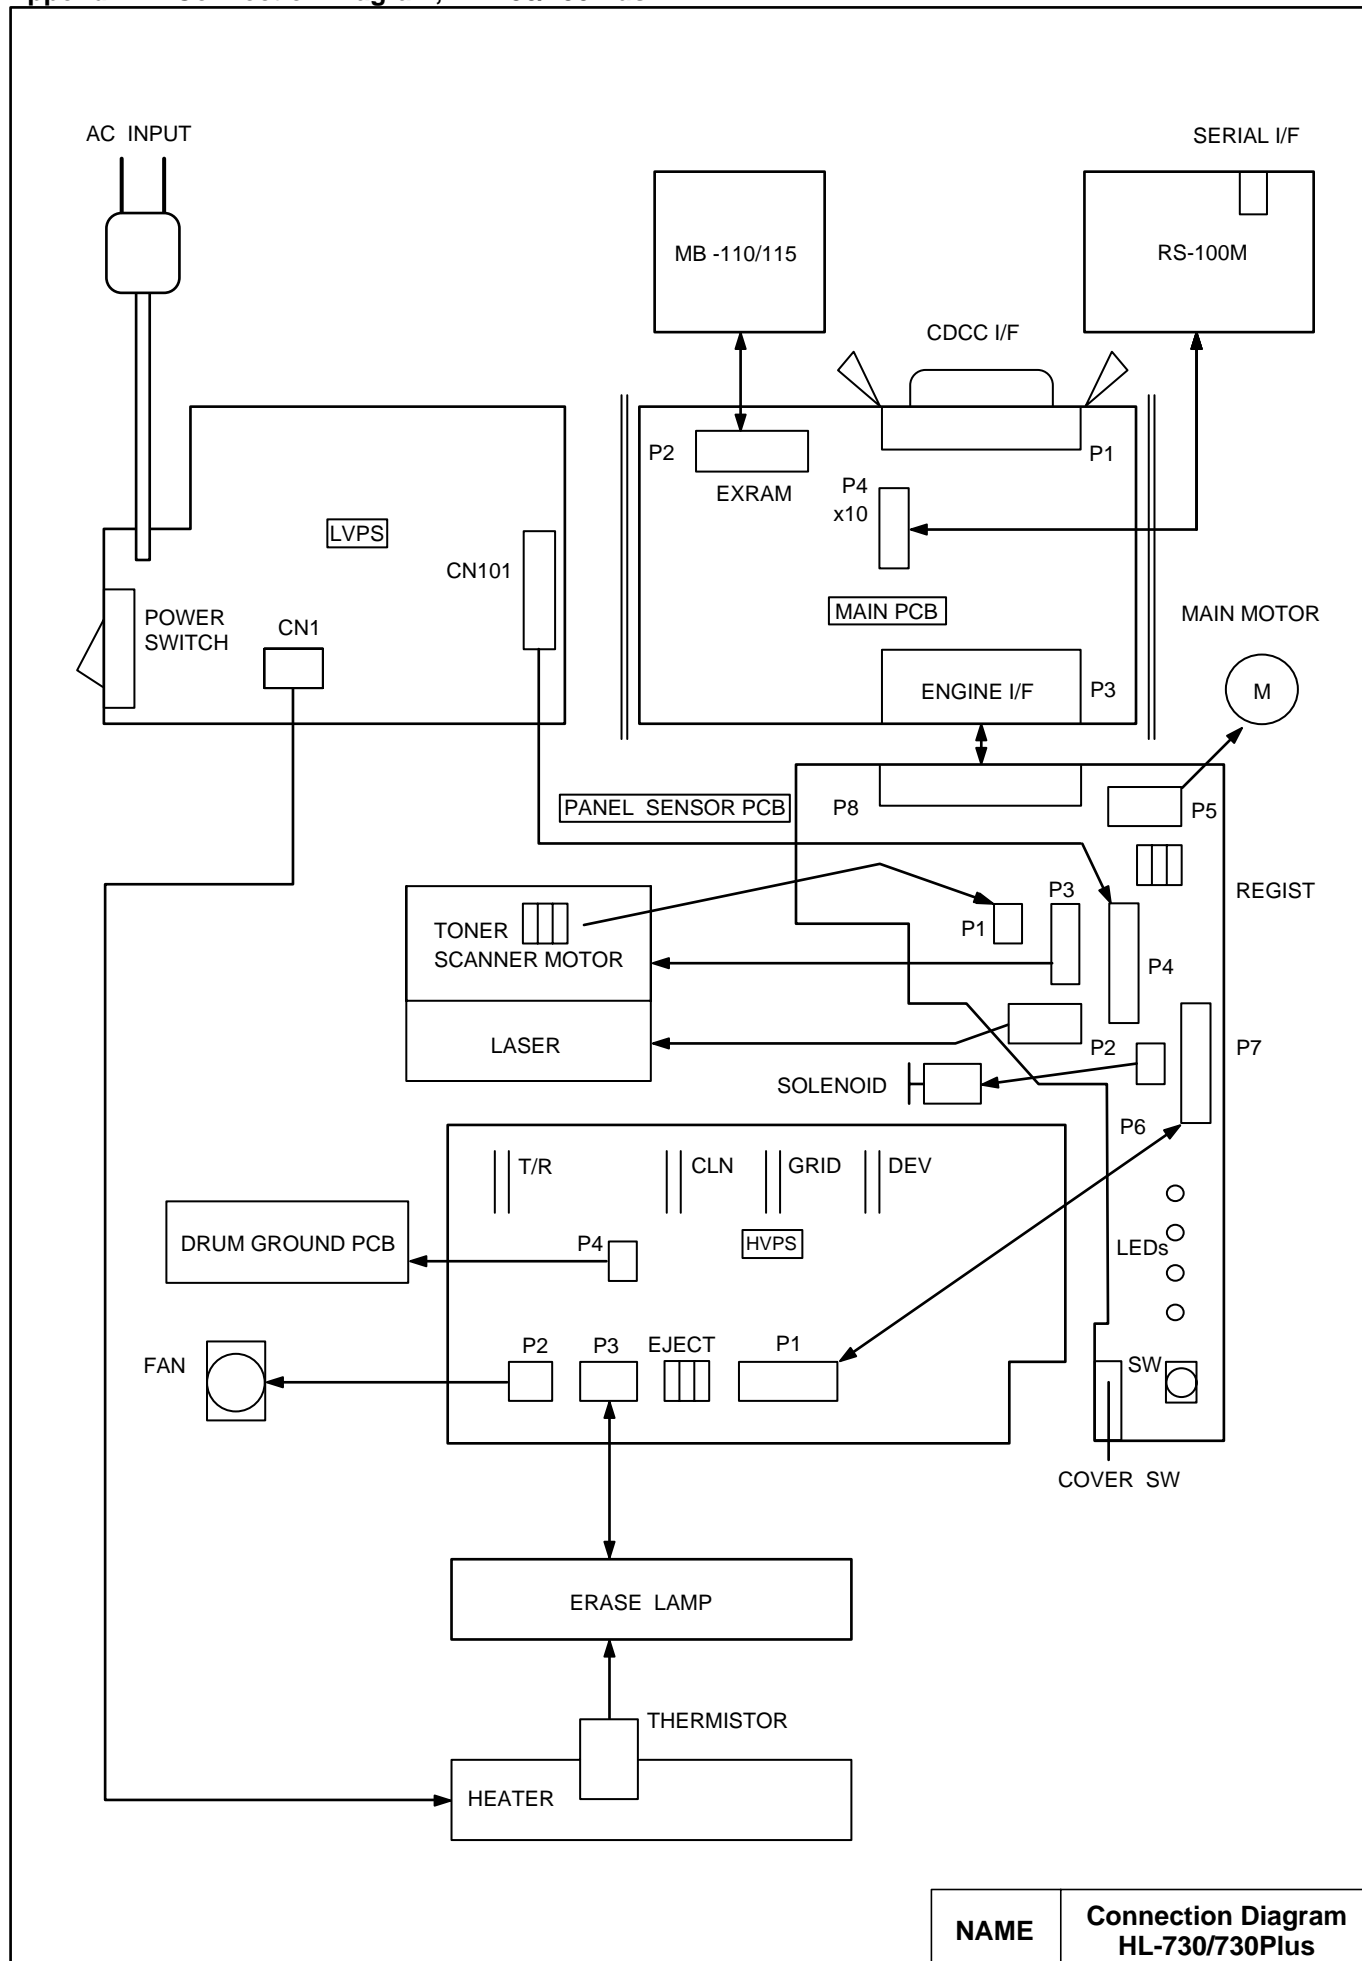 AC INPUT
SERIAL I/F
MB -110/115
RS-100M
CDCC I/F
P2
EXRAM
P1
P4
x10
LVPS
CN101
MAIN PCB
POWER
SWITCH
CN1
MAIN MOTOR
ENGINE I/F
P3
M
PANEL SENSOR PCB
P8
P5
REGIST
P3
P1
TONER
SCANNER MOTOR
P4
LASER
P2
P7
SOLENOID
P6
T/R
CLN
GRID
DEV
DRUM GROUND PCB
P4
HVPS
LEDs
FAN
P2
P3
EJECT
P1
SW
COVER SW
ERASE LAMP
THERMISTOR
HEATER
NAME
Connection Diagram
HL-730/730Plus